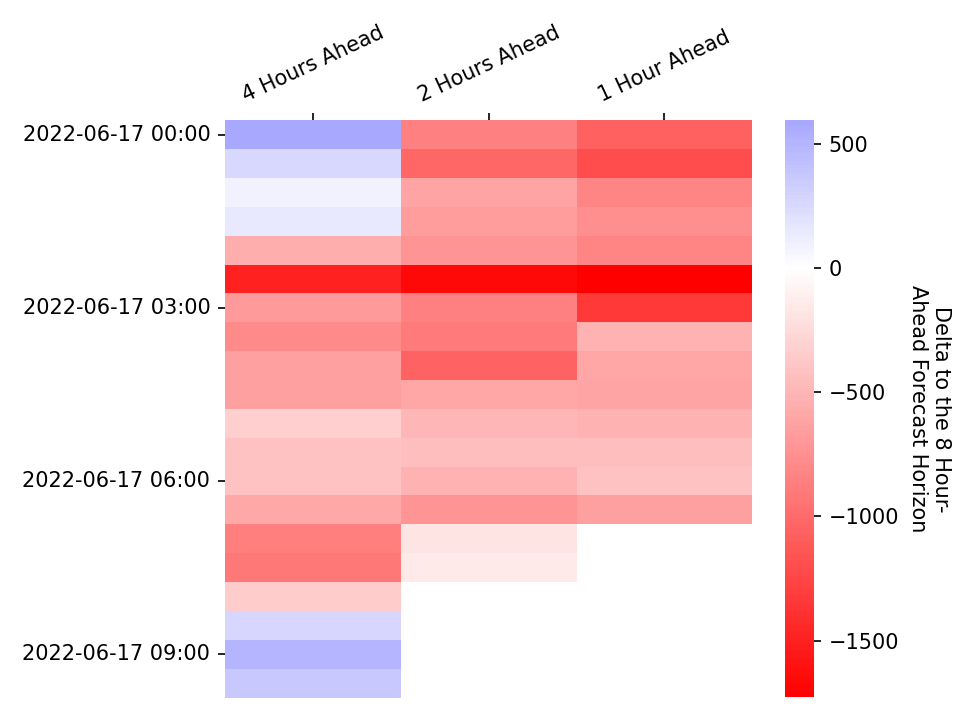 4 Hours Ahead
2 Hours Ahead
1 Hour Ahead
2022-06-17 00:00
2022-06-17 03:00
2022-06-17 06:00
2022-06-17 09:00
500
0
−500
−1000
−1500
Delta to the 8 Hour-
Ahead Forecast Horizon